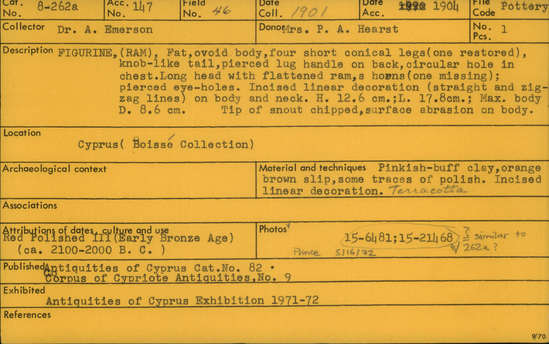 Cat. No. 8-262a Acc. No. 147 Field No. 46 Date Coll. 1901 Date Acc. 1904 File Code Pottery
Collector Dr. A. Emerson Donor Mrs. P. A. Hearst No. Pcs. 1
Description FIGURINE,(RAM), Fat,ovoid body,four short conical legs(one restored),
knob-like tail,pierced lug handle on back,circular hole in
chest.Long head with flattened ram,s horns(one missing);
pierced eye-holes. Incised linear decoration (straight and zig-
zag lines) on body and neck. H. 12.6 cm.;L. 17.8cm.; Max. body
D. 8.6 cm. Tip of snout chipped,surface abrasion on body.
Location
Cyprus( Boissé Collection)
Archaeological context
Material and techniques Pinkish-buff clay,orange
brown slip,some traces of polish. Incised
linear decoration. Terracotta
Associations
Attributions of dates, culture and use
Red Polished III(Early Bronze Age)
(ca. 2100-2000 B. C. )
Photos
15-6481;15-21468 ? similar to
262a?
Prince 5/16/72
Published Antiquities of Cyprus Cat.No. 82
Corpus of Cypriote Antiquities,No. 9
Exhibited
Antiquities of Cyprus Exhibition 1971-72
References
9/70